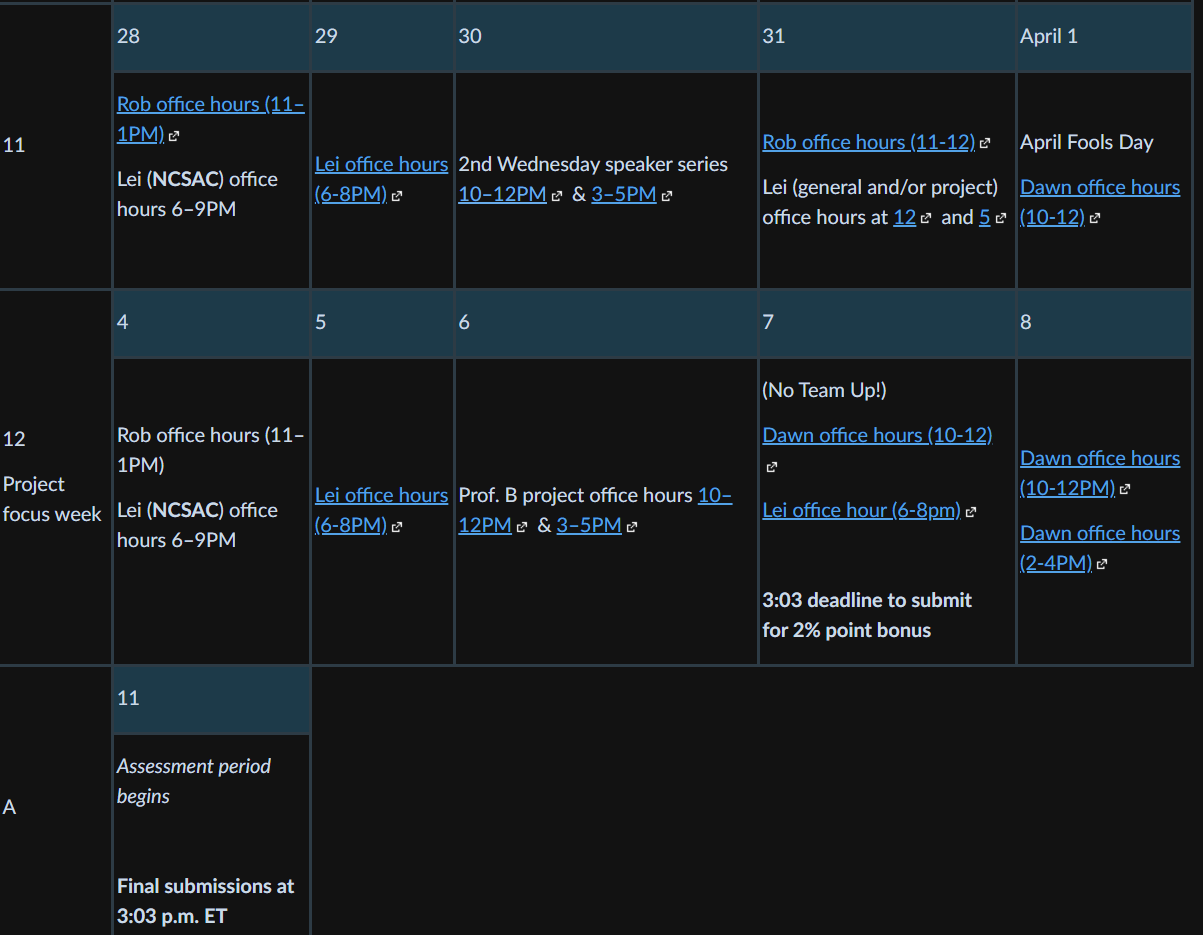 28
29
30
31
April 1
11
Rob office hours (11–
1PM)
Lei (NCSAC) office
hours 6–9PM
Lei office hours
(6-8PM)
2nd Wednesday speaker series
10–12PM & 3–5PM
Rob office hours (11-12)
Lei (general and/or project)
office hours at 12 and 5
April Fools Day
Dawn office hours
(10-12)
4
5
6
7
8
12
Project
focus week
Rob office hours (11–
1PM)
Lei (NCSAC) office
hours 6–9PM
Lei office hours
(6-8PM)
Prof. B project office hours 10–
12PM & 3–5PM
(No Team Up!)
Dawn office hours (10-12)
Lei office hour (6-8pm)
3:03 deadline to submit
for 2% point bonus
Dawn office hours
(10-12PM)
Dawn office hours
(2-4PM)
11
A
Assessment period
begins
Final submissions at
3:03 p.m. ET